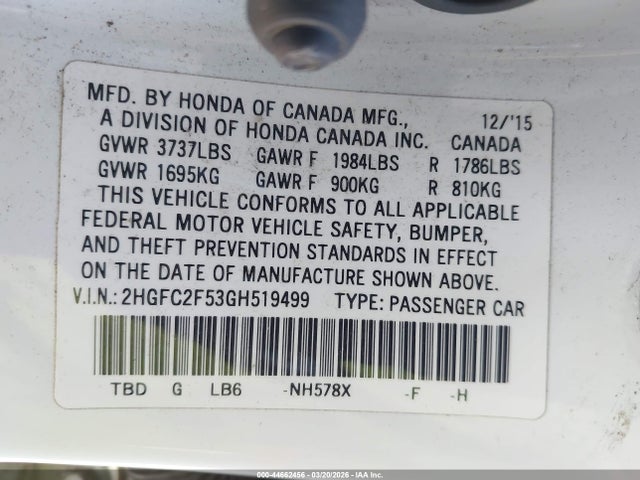 MFD. BY HONDA OF CANADA MFG., 12/'15
A DIVISION OF HONDA CANADA INC. CANADA
GVWR 3737LBS GAWR F 1984LBS R 1786LBS
GVWR 1695KG GAWR F 900KG R 810KG
THIS VEHICLE CONFORMS TO ALL APPLICABLE
FEDERAL MOTOR VEHICLE SAFETY, BUMPER,
AND THEFT PREVENTION STANDARDS IN EFFECT
ON THE DATE OF MANUFACTURE SHOWN ABOVE.
V.I.N.: 2HGFC2F53GH519499 TYPE: PASSENGER CAR
TBD G LB6 -NH578X -F -H
000-44662456 - 03/20/2026 - IAA Inc.